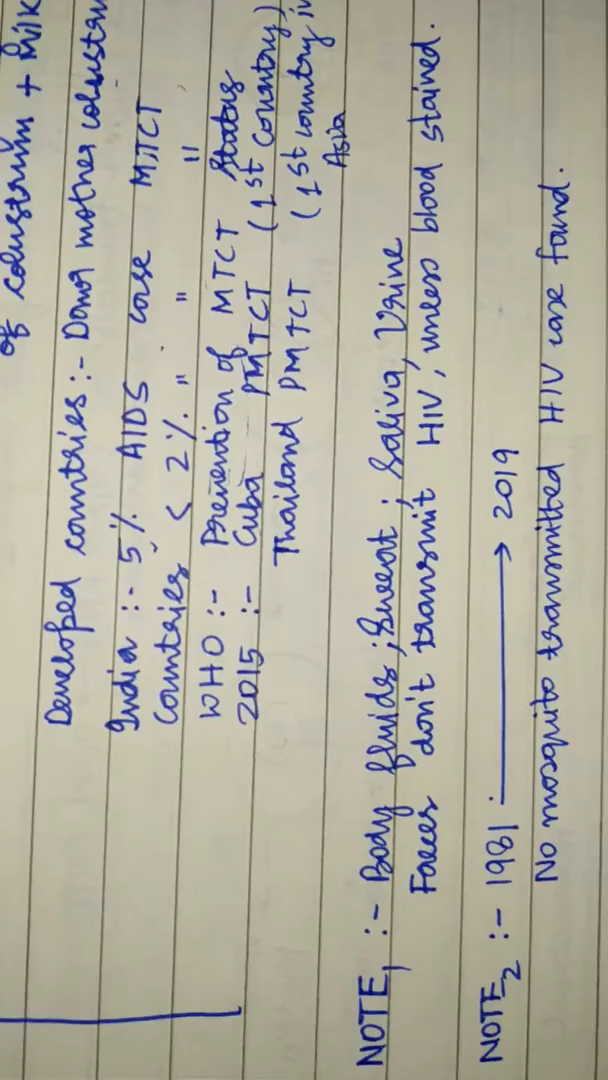 of colustrum + Milk
Developed countries :- Donor mother colustrum
India :- 5% AIDS case MTCT
Countries < 2% " " "
WHO :- Prevention of MTCT Status
2015 :- Cuba PMTCT (1st Country)
Thailand PMTCT (1st country in
Asia
NOTE1 :- Body fluids ; Sweat ; Saliva, Urine
Faeces don't transmit HIV, unless blood stained.
NOTE2 :- 1981 → 2019
No mosquito transmitted HIV case found.